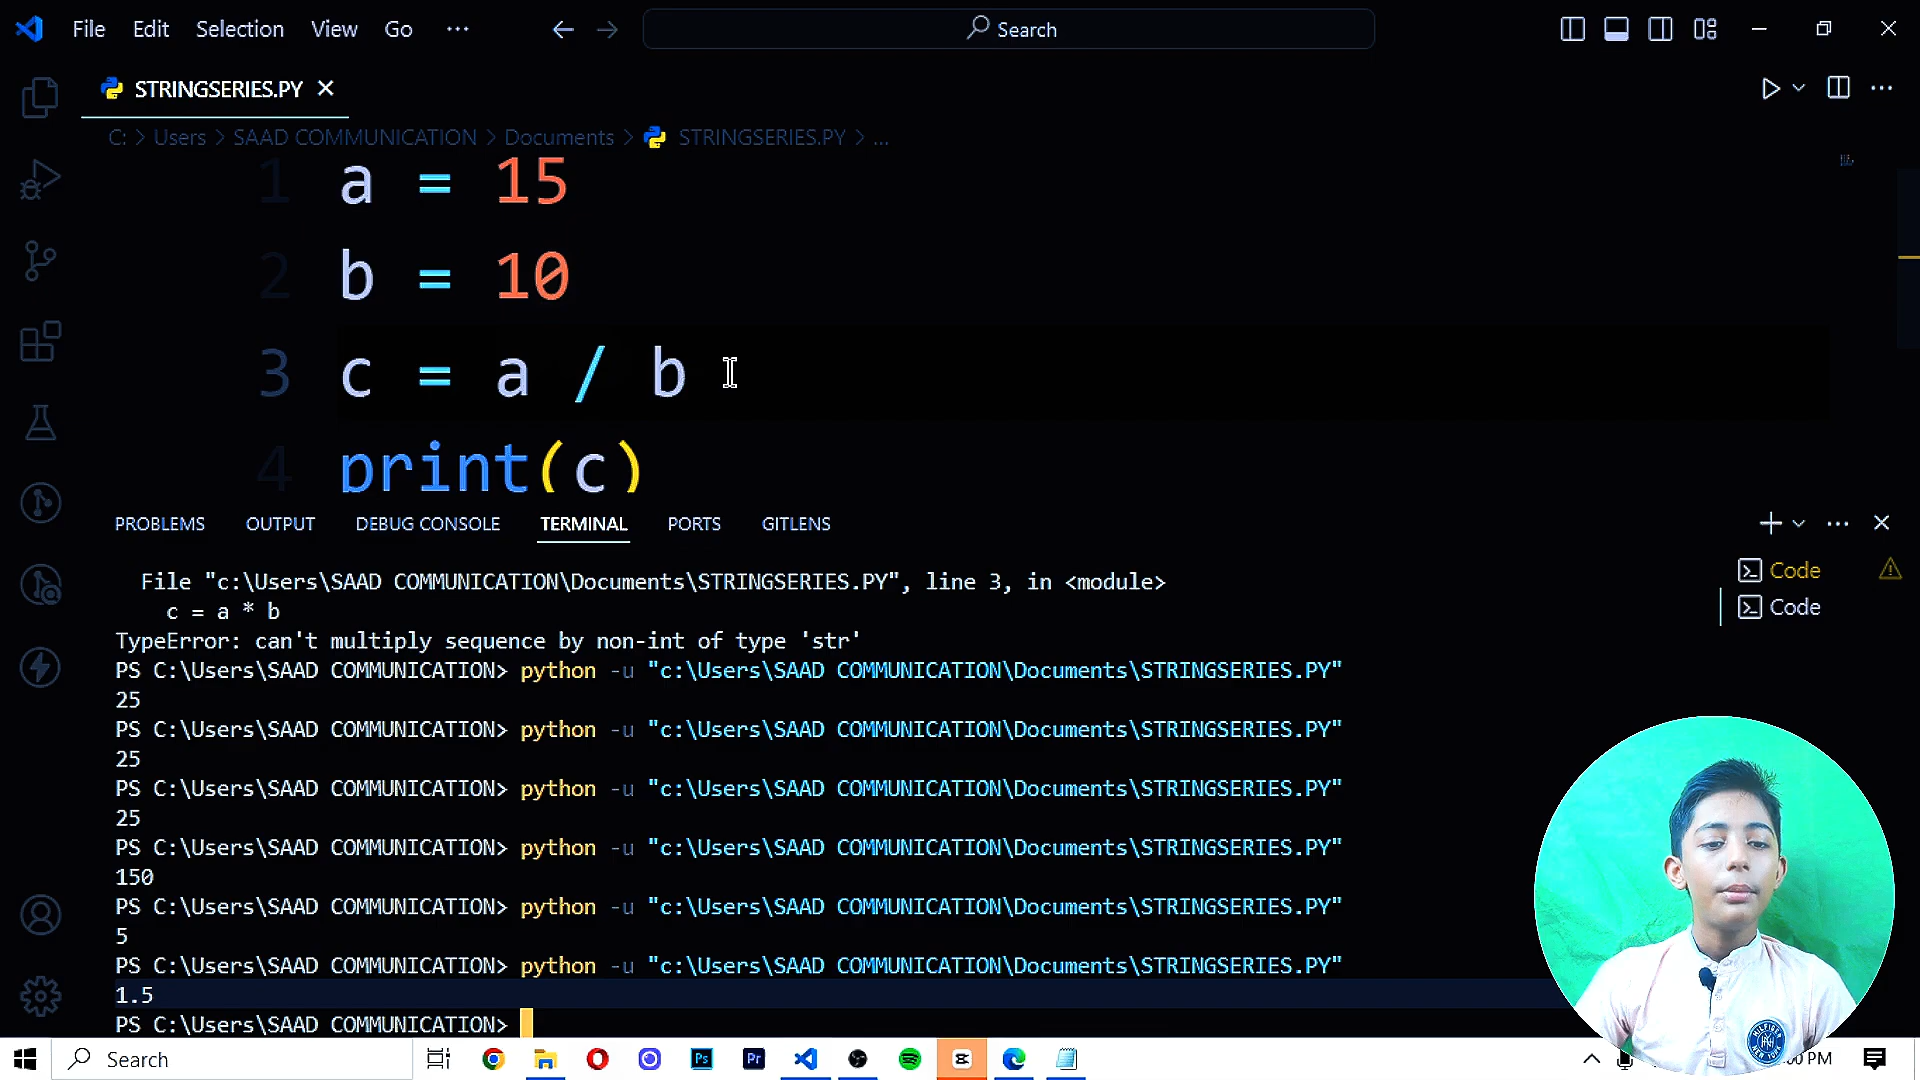 File Edit Selection View Go ... Search
STRINGSERIES.PY
C: > Users > SAAD COMMUNICATION > Documents > STRINGSERIES.PY > ...
1 a = 15
2 b = 10
3 c = a / b
4 print(c)
PROBLEMS OUTPUT DEBUG CONSOLE TERMINAL PORTS GITLENS
File "c:\Users\SAAD COMMUNICATION\Documents\STRINGSERIES.PY", line 3, in <module>
c = a * b
TypeError: can't multiply sequence by non-int of type 'str'
PS C:\Users\SAAD COMMUNICATION> python -u "c:\Users\SAAD COMMUNICATION\Documents\STRINGSERIES.PY"
25
PS C:\Users\SAAD COMMUNICATION> python -u "c:\Users\SAAD COMMUNICATION\Documents\STRINGSERIES.PY"
25
PS C:\Users\SAAD COMMUNICATION> python -u "c:\Users\SAAD COMMUNICATION\Documents\STRINGSERIES.PY"
25
PS C:\Users\SAAD COMMUNICATION> python -u "c:\Users\SAAD COMMUNICATION\Documents\STRINGSERIES.PY"
150
PS C:\Users\SAAD COMMUNICATION> python -u "c:\Users\SAAD COMMUNICATION\Documents\STRINGSERIES.PY"
5
PS C:\Users\SAAD COMMUNICATION> python -u "c:\Users\SAAD COMMUNICATION\Documents\STRINGSERIES.PY"
1.5
PS C:\Users\SAAD COMMUNICATION>
Code
Code
Search
Ps
Pr
PM